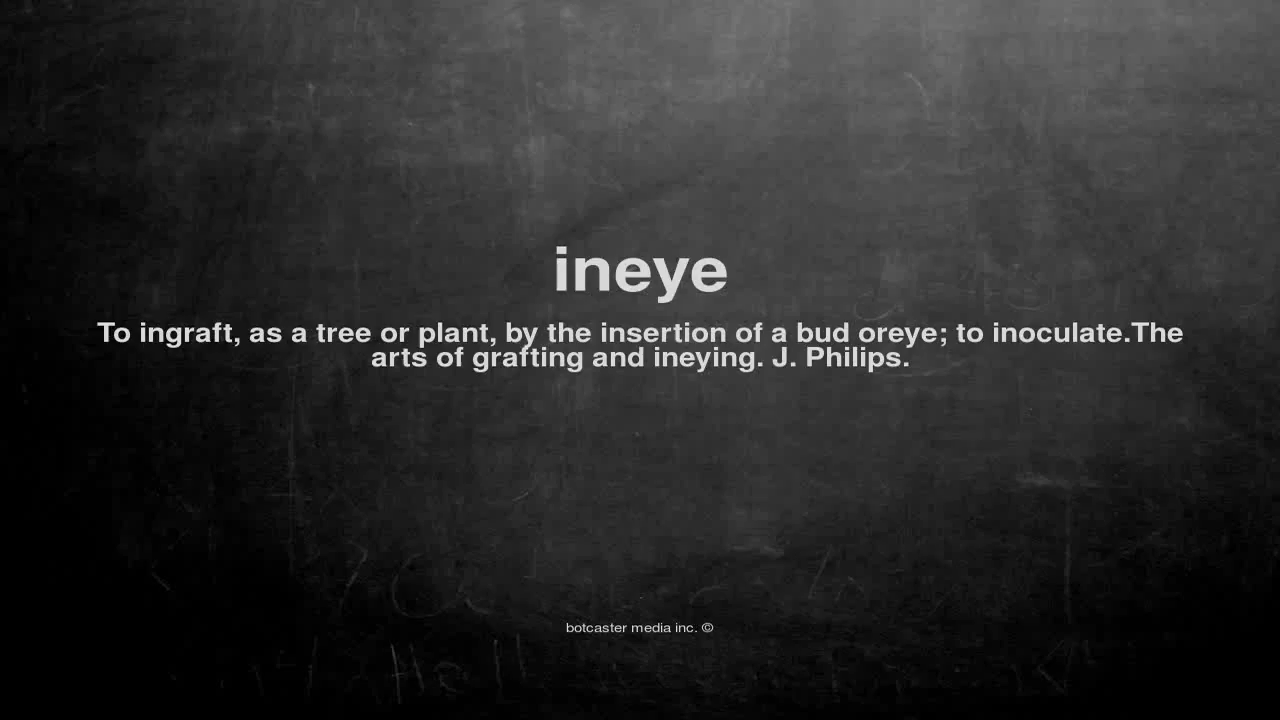 ineye
To ingraft, as a tree or plant, by the insertion of a bud oreye; to inoculate.The
arts of grafting and ineying. J. Philips.
botcaster media inc. ©